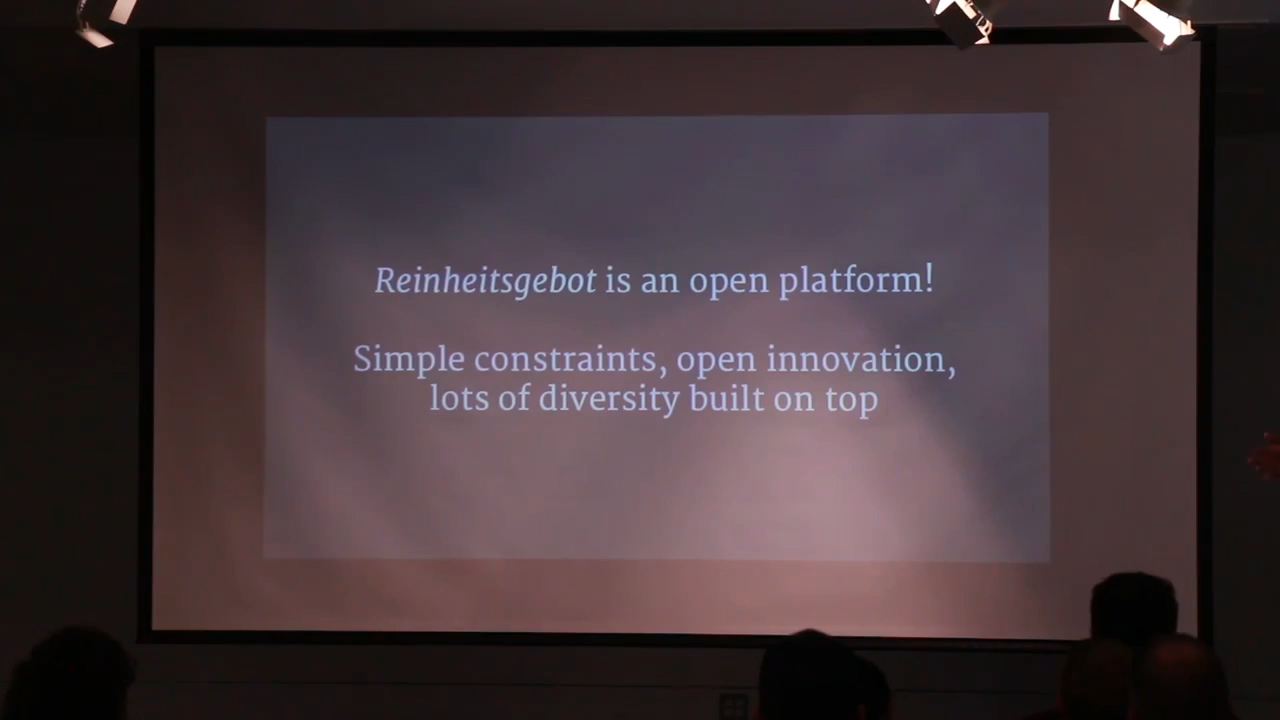 Reinheitsgebot is an open platform!
Simple constraints, open innovation,
lots of diversity built on top